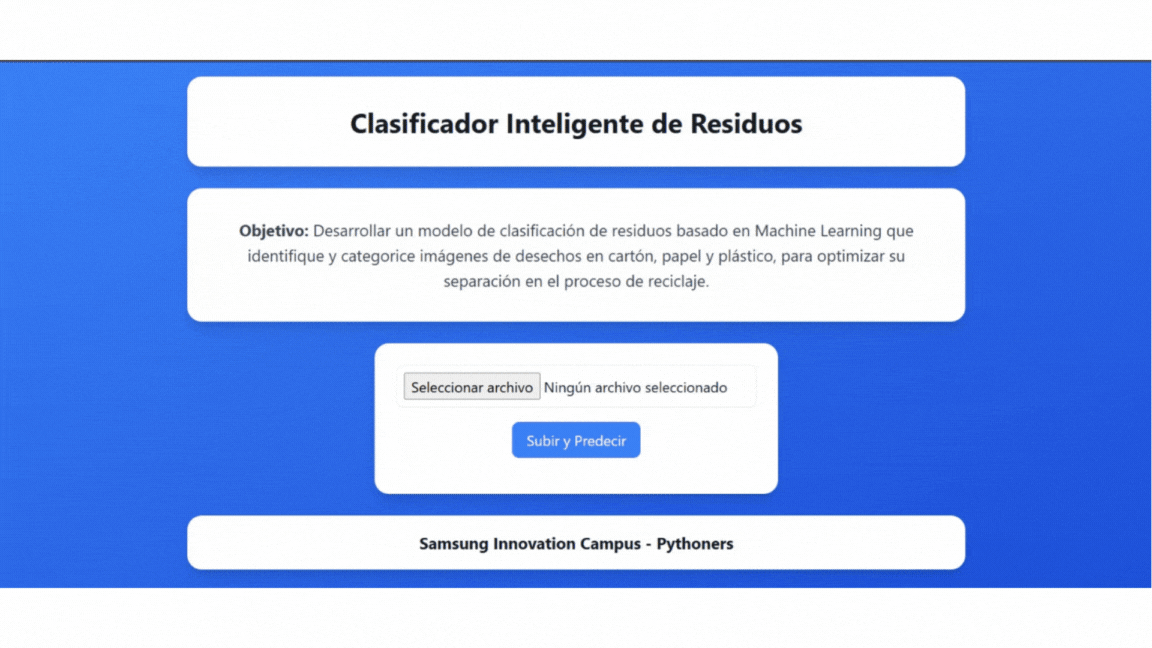 Clasificador Inteligente de Residuos
Objetivo: Desarrollar un modelo de clasificación de residuos basado en Machine Learning que
identifique y categorice imágenes de desechos en cartón, papel y plástico, para optimizar su
separación en el proceso de reciclaje.
Seleccionar archivo Ningún archivo seleccionado
Subir y Predecir
Samsung Innovation Campus - Pythoners